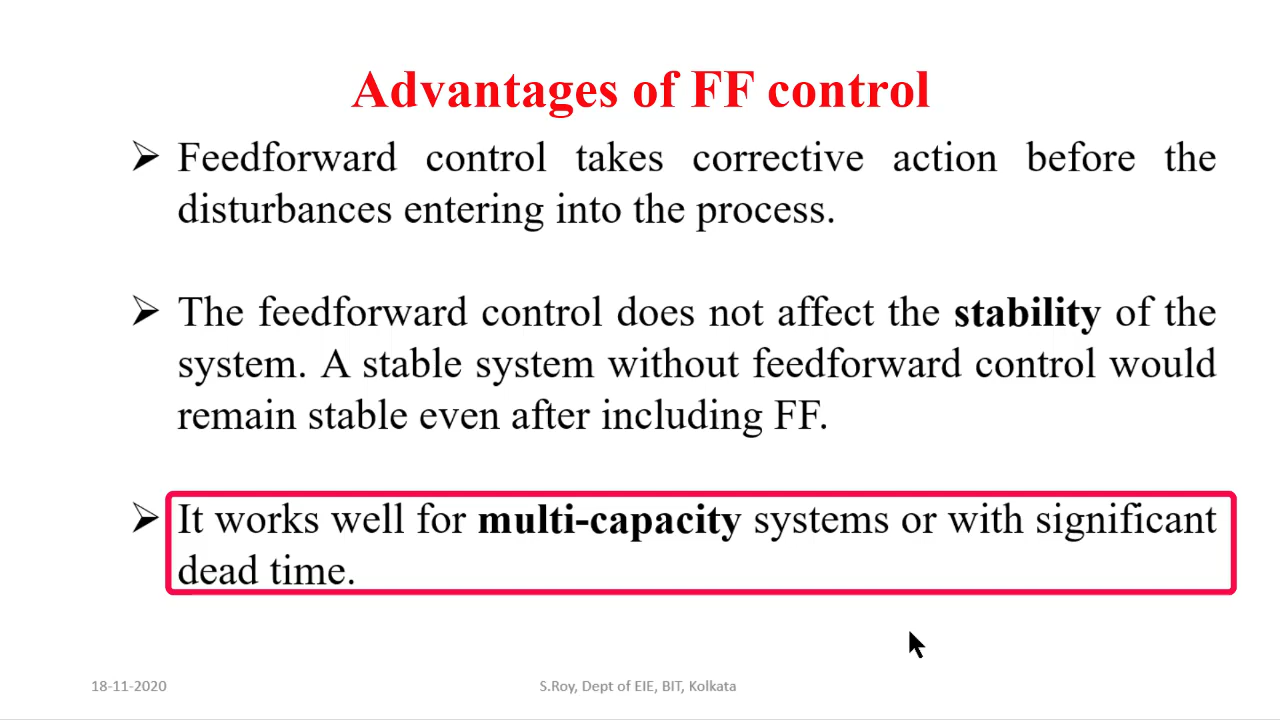 Advantages of FF control
➢ Feedforward control takes corrective action before the
disturbances entering into the process.
➢ The feedforward control does not affect the stability of the
system. A stable system without feedforward control would
remain stable even after including FF.
➢ It works well for multi-capacity systems or with significant
dead time.
18-11-2020
S.Roy, Dept of EIE, BIT, Kolkata